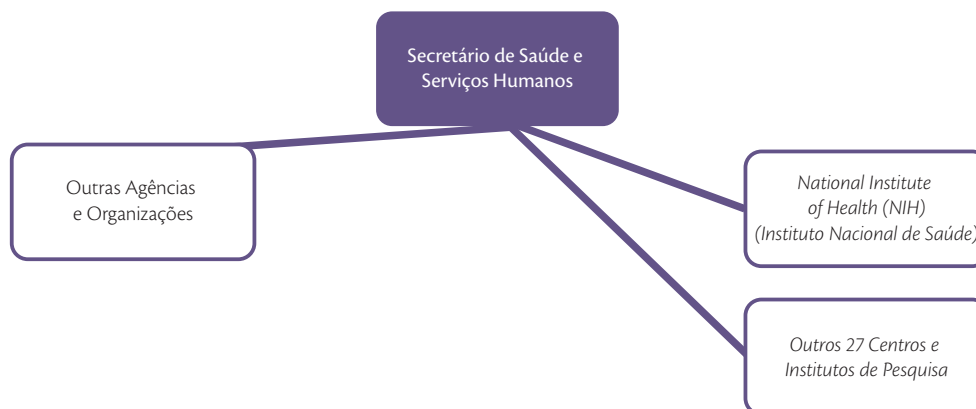 Secretário de Saúde e
Serviços Humanos
Outras Agências
e Organizações
National Institute
of Health (NIH)
(Instituto Nacional de Saúde)
Outros 27 Centros e
Institutos de Pesquisa